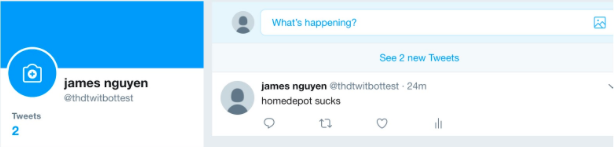 james nguyen
@thdtwitbottest
Tweets
2
What's happening?
See 2 new Tweets
james nguyen @thdtwitbottest · 24m
homedepot sucks